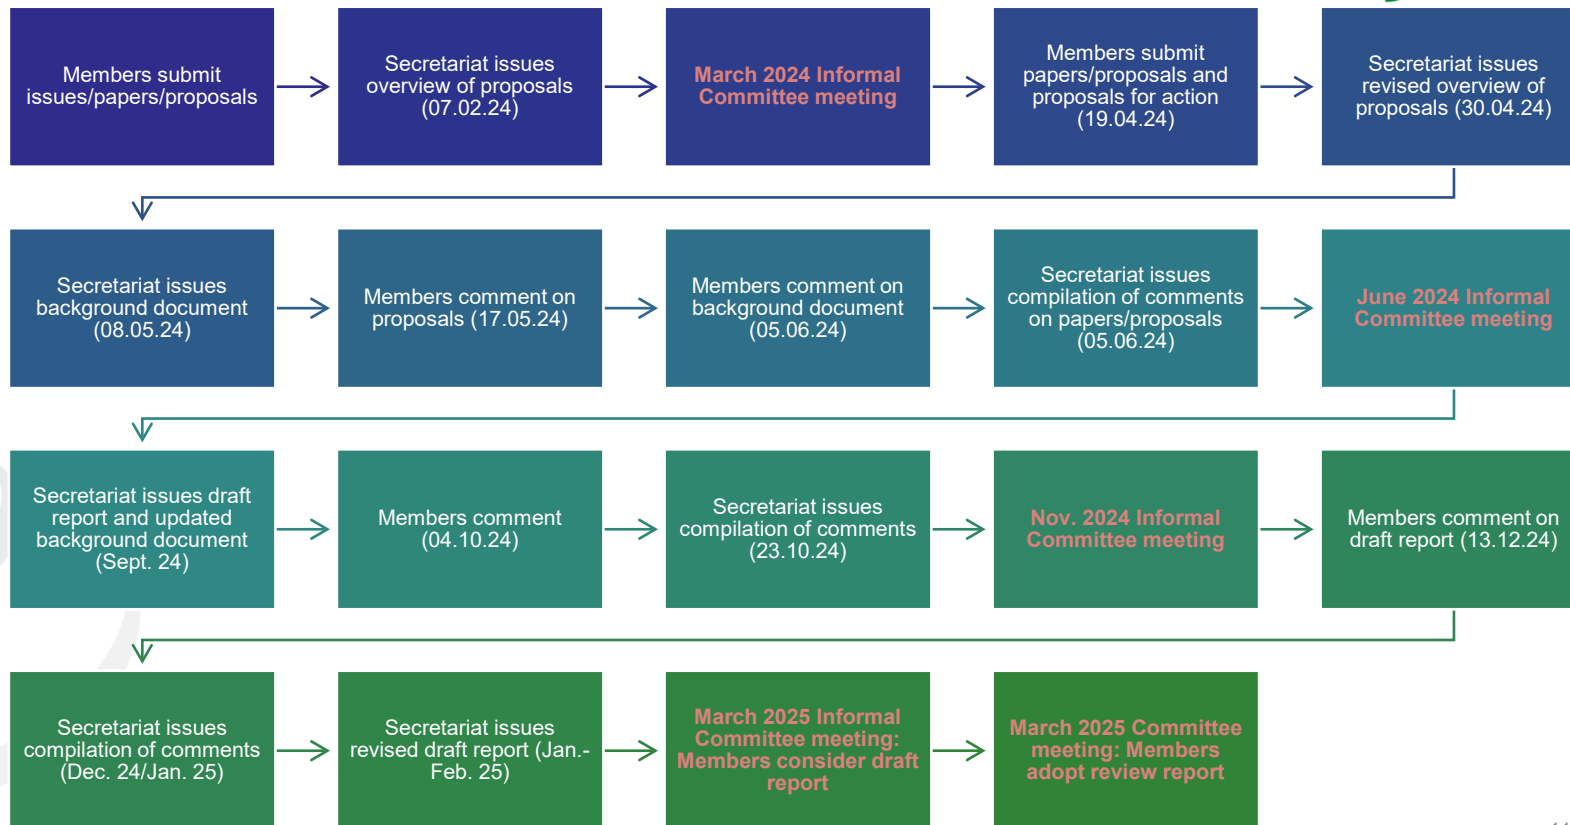 Members submit
issues/papers/proposals
Secretariat issues
overview of proposals
(07.02.24)
March 2024 Informal
Committee meeting
Members submit
papers/proposals and
proposals for action
(19.04.24)
Secretariat issues
revised overview of
proposals (30.04.24)
Secretariat issues
background document
(08.05.24)
Members comment on
proposals (17.05.24)
Members comment on
background document
(05.06.24)
Secretariat issues
compilation of comments
on papers/proposals
(05.06.24)
June 2024 Informal
Committee meeting
Secretariat issues draft
report and updated
background document
(Sept. 24)
Members comment
(04.10.24)
Secretariat issues
compilation of comments
(23.10.24)
Nov. 2024 Informal
Committee meeting
Members comment on
draft report (13.12.24)
Secretariat issues
compilation of comments
(Dec. 24/Jan. 25)
Secretariat issues
revised draft report (Jan.-
Feb. 25)
March 2025 Informal
Committee meeting:
Members consider draft
report
March 2025 Committee
meeting: Members
adopt review report